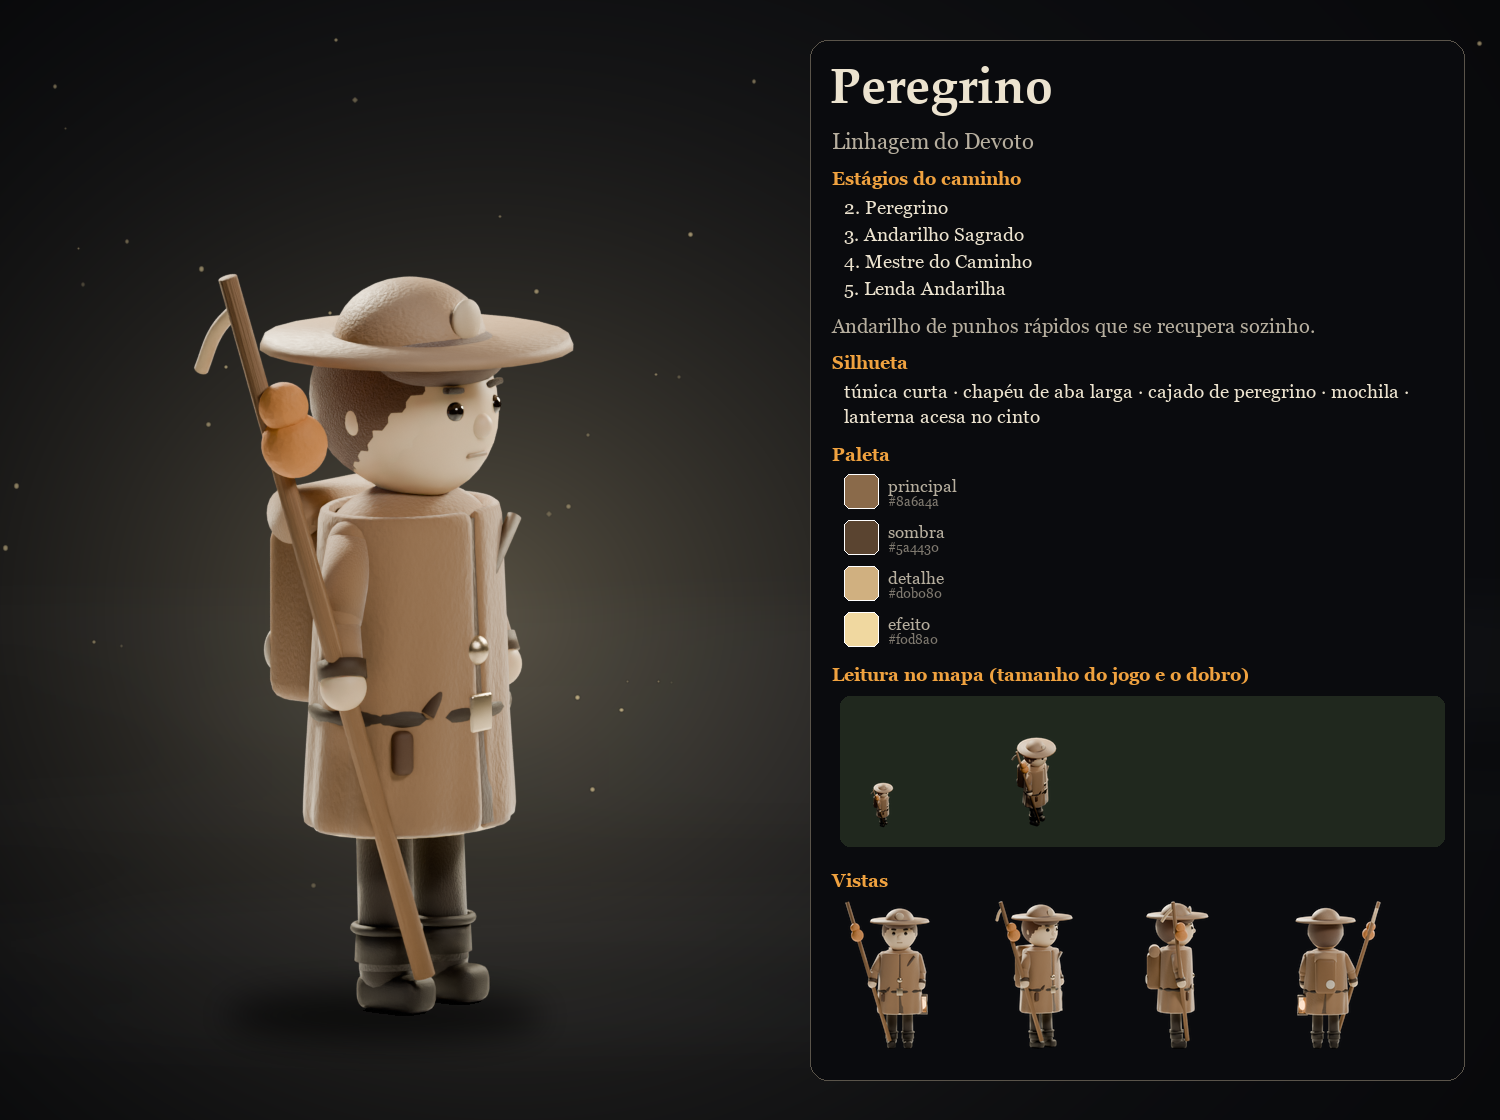 Peregrino
Linhagem do Devoto
Estágios do caminho
2. Peregrino
3. Andarilho Sagrado
4. Mestre do Caminho
5. Lenda Andarilha
Andarilho de punhos rápidos que se recupera sozinho.
Silhueta
túnica curta · chapéu de aba larga · cajado de peregrino · mochila ·
lanterna acesa no cinto
Paleta
principal
#8a6a4a
sombra
#5a4430
detalhe
#d0b080
efeito
#f0d8a0
Leitura no mapa (tamanho do jogo e o dobro)
Vistas